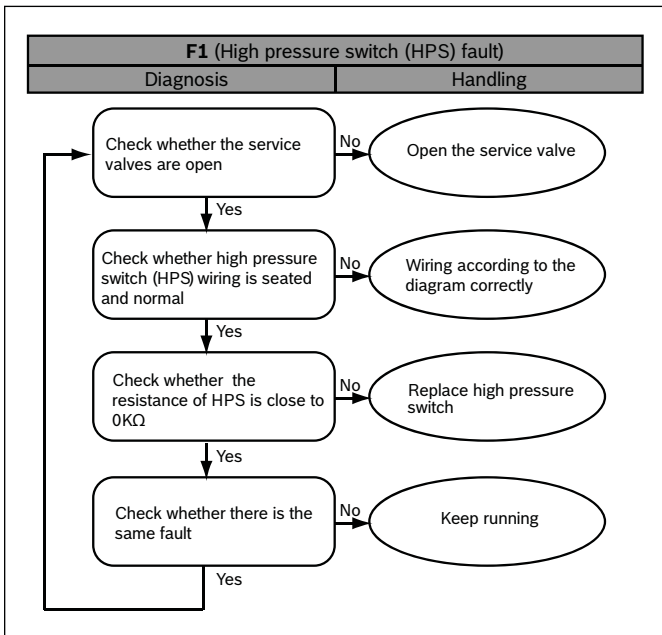 F1 (High pressure switch (HPS) fault)
Diagnosis
Handling
Check whether the service
valves are open
No
Open the service valve
Yes
Check whether high pressure
switch (HPS) wiring is seated
and normal
No
Wiring according to the
diagram correctly
Yes
Check whether the
resistance of HPS is close to
0KΩ
No
Replace high pressure
switch
Yes
Check whether there is the
same fault
No
Keep running
Yes